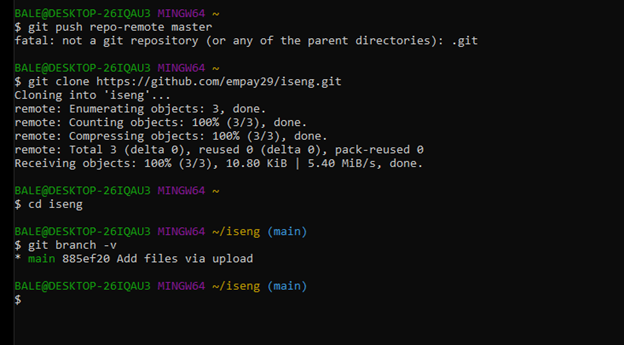 BALE@DESKTOP-26IQAU3 MINGW64 ~
$ git push repo-remote master
fatal: not a git repository (or any of the parent directories): .git
BALE@DESKTOP-26IQAU3 MINGW64 ~
$ git clone https://github.com/empay29/iseng.git
Cloning into 'iseng'...
remote: Enumerating objects: 3, done.
remote: Counting objects: 100% (3/3), done.
remote: Compressing objects: 100% (3/3), done.
remote: Total 3 (delta 0), reused 0 (delta 0), pack-reused 0
Receiving objects: 100% (3/3), 10.80 KiB | 5.40 MiB/s, done.
BALE@DESKTOP-26IQAU3 MINGW64 ~
$ cd iseng
BALE@DESKTOP-26IQAU3 MINGW64 ~/iseng (main)
$ git branch -v
* main 885ef20 Add files via upload
BALE@DESKTOP-26IQAU3 MINGW64 ~/iseng (main)
$